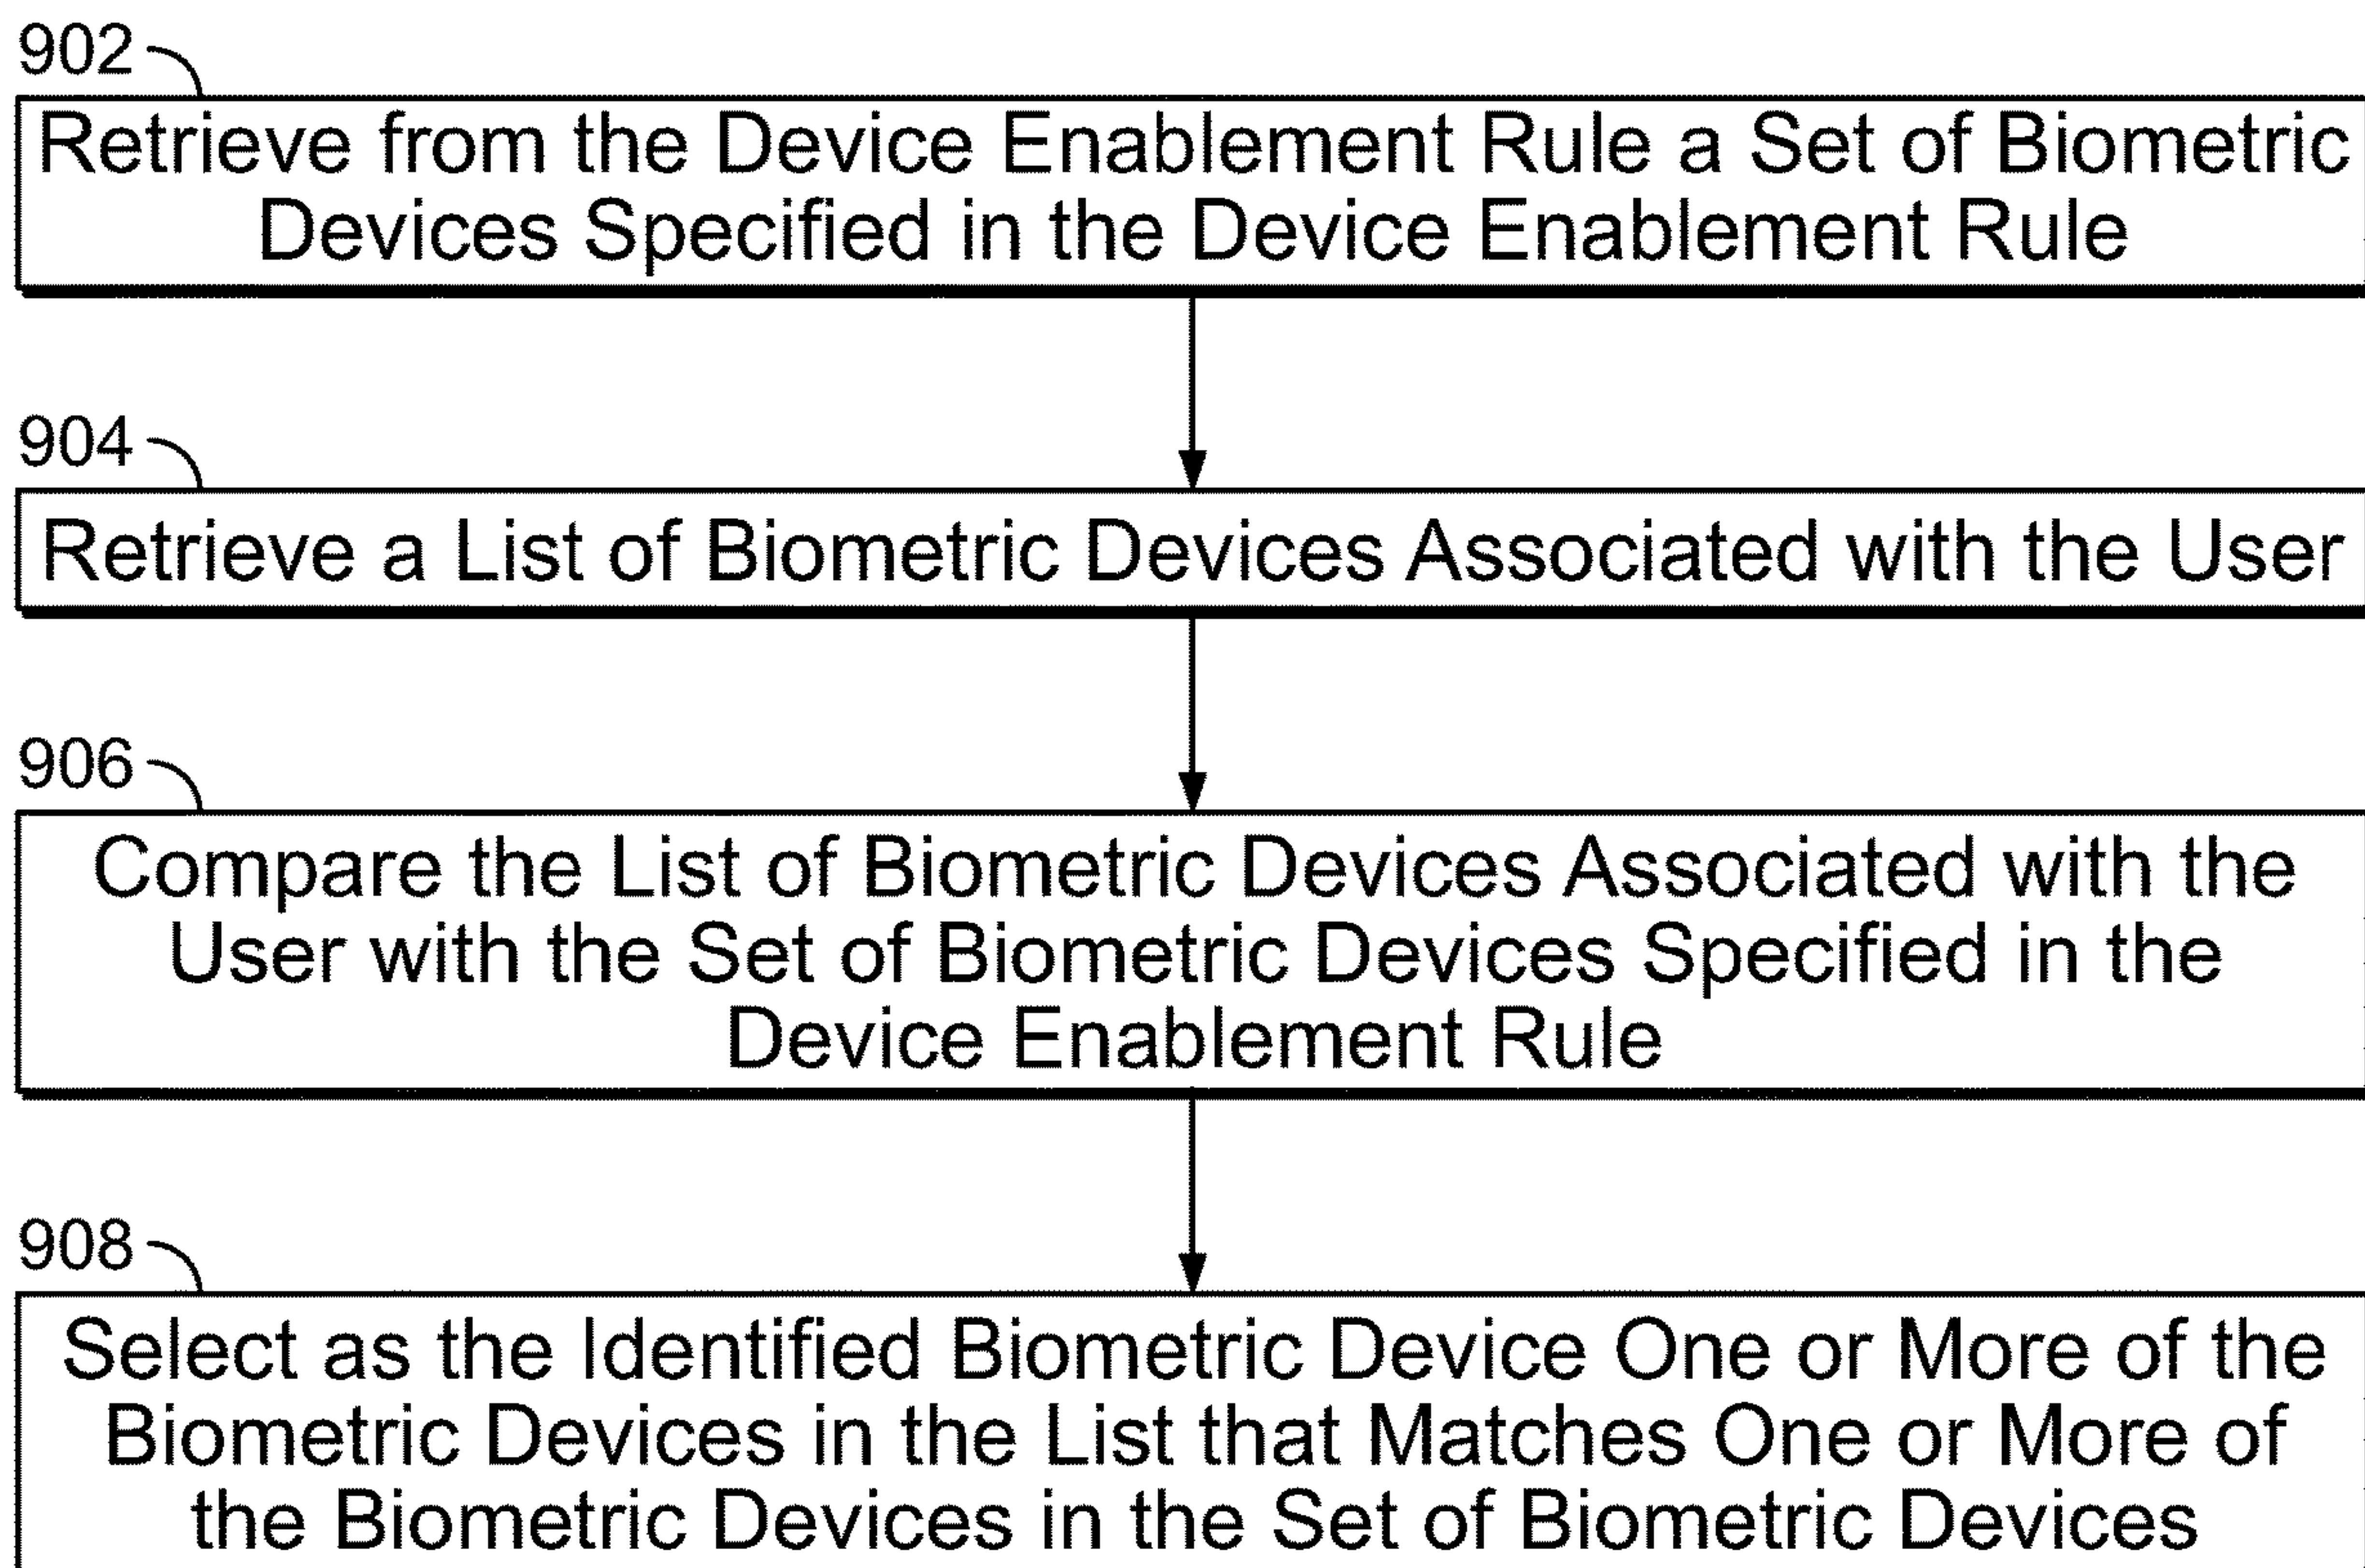 902
Retrieve from the Device Enablement Rule a Set of Biometric
Devices Specified in the Device Enablement Rule
904
Retrieve a List of Biometric Devices Associated with the User
906
Compare the List of Biometric Devices Associated with the
User with the Set of Biometric Devices Specified in the
Device Enablement Rule
908
Select as the Identified Biometric Device One or More of the
Biometric Devices in the List that Matches One or More of
the Biometric Devices in the Set of Biometric Devices